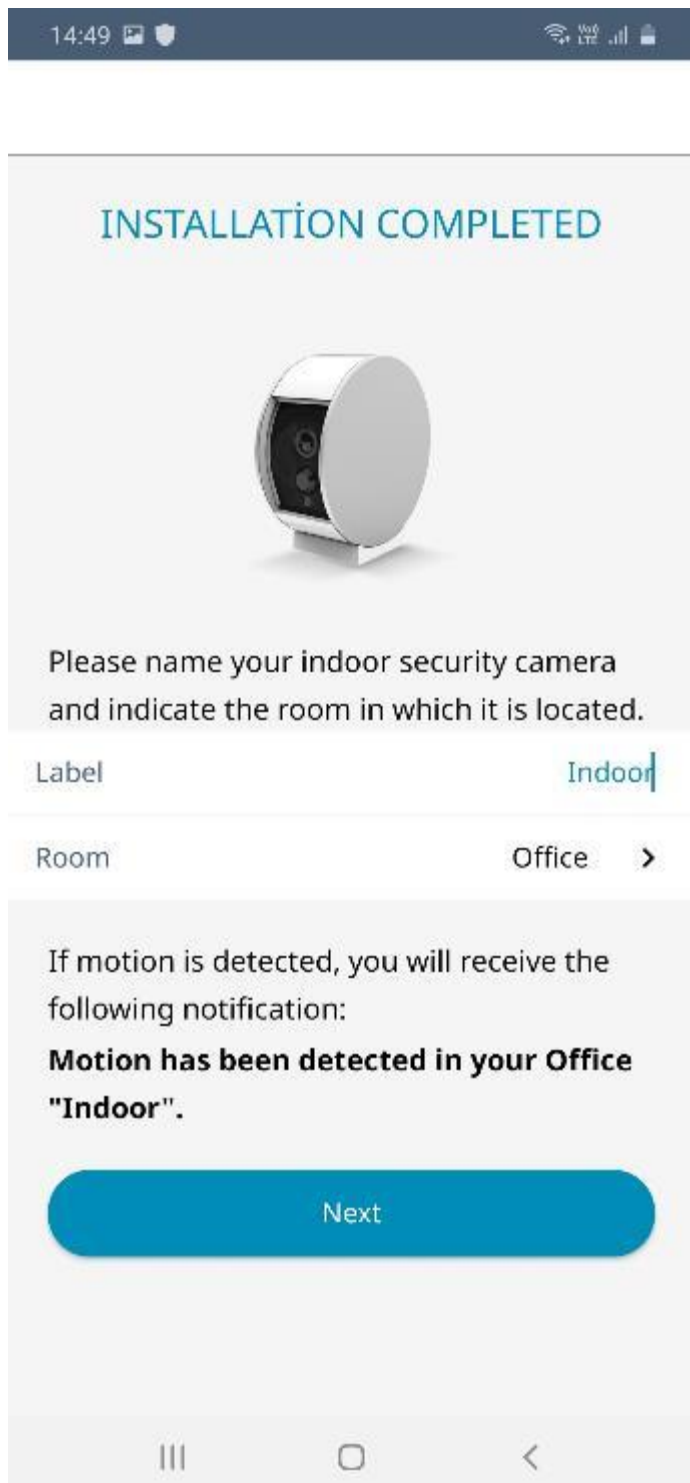 14:49
Vo)
LTE
INSTALLATİON COMPLETED
Please name your indoor security camera
and indicate the room in which it is located.
Label Indoor
Room Office
If motion is detected, you will receive the
following notification:
Motion has been detected in your Office
"Indoor".
Next